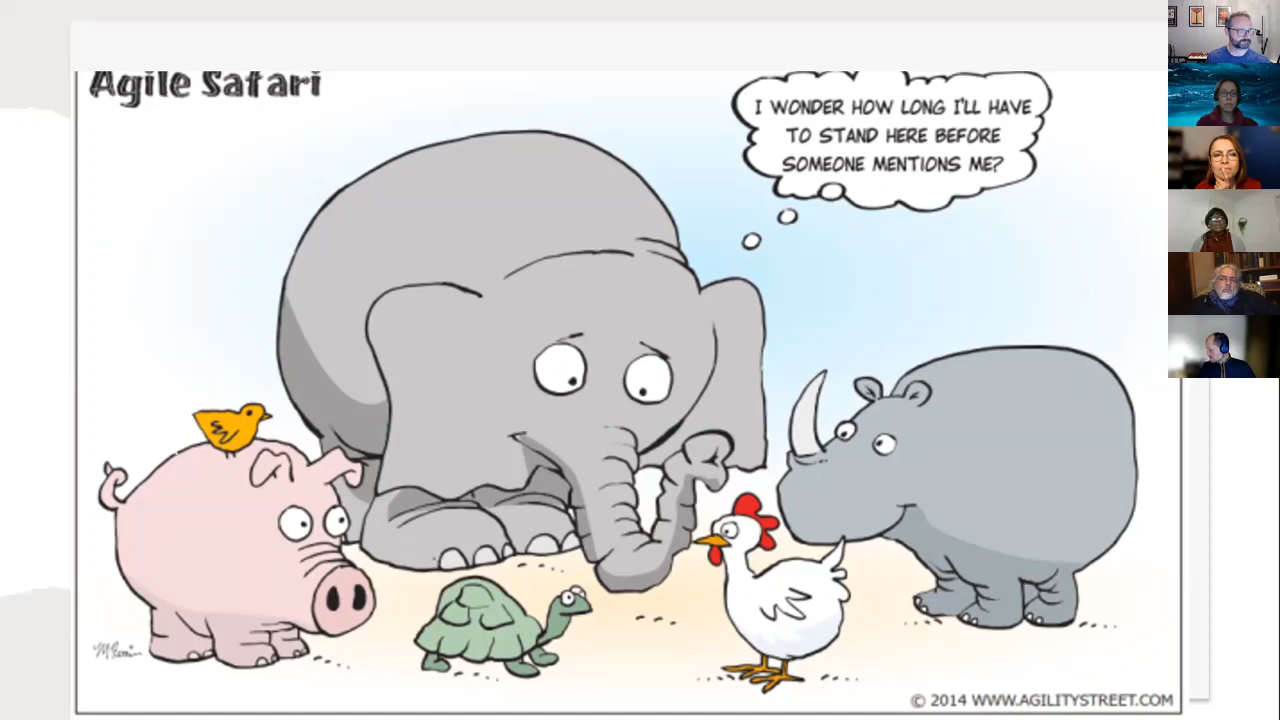 Agile Safari
I WONDER HOW LONG I'LL HAVE
TO STAND HERE BEFORE
SOMEONE MENTIONS ME?
© 2014 WWW.AGILITYSTREET.COM